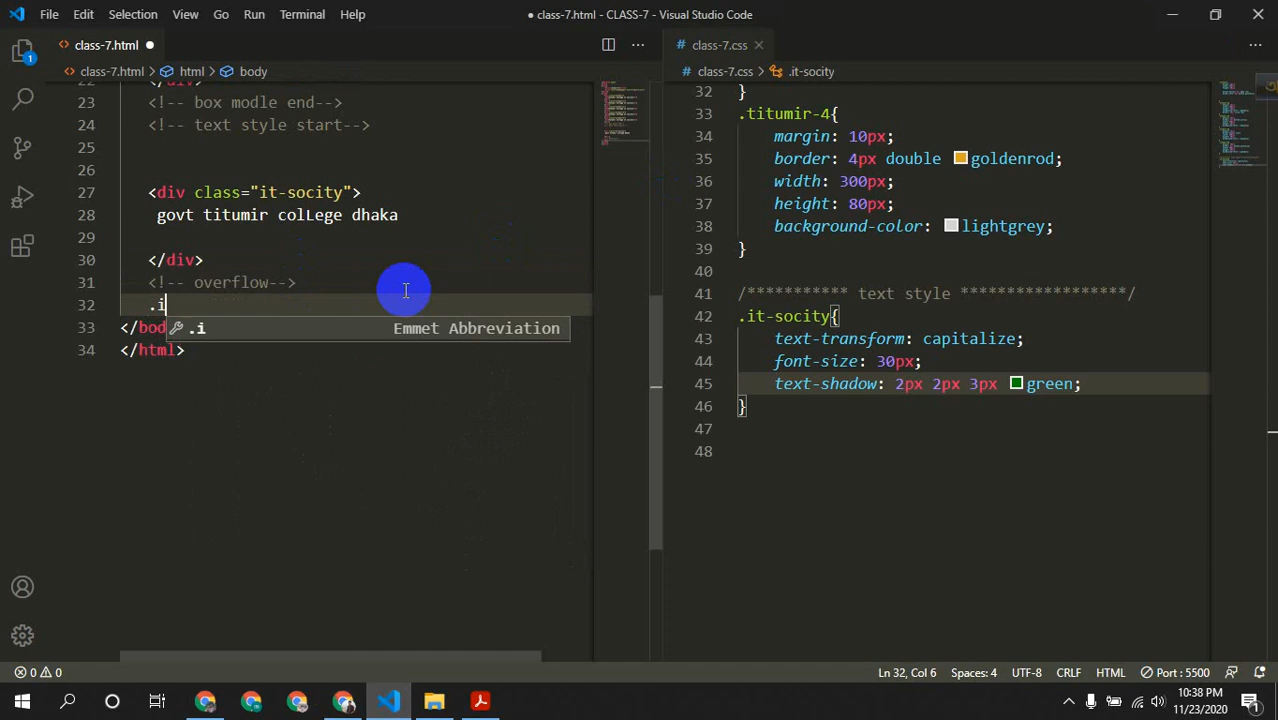 File Edit Selection View Go Run Terminal Help
● class-7.html - CLASS-7 - Visual Studio Code
1
class-7.html
class-7.html > html > body
22 </div>
23 <!-- box modle end-->
24 <!-- text style start-->
25
26
27 <div class="it-socity">
28 govt titumir colLege dhaka
29
30 </div>
31 <!-- overflow-->
32 .i
33 </bod
.i Emmet Abbreviation
34 </html>
class-7.css
class-7.css > .it-socity
32 }
33 .titumir-4{
34 margin: 10px;
35 border: 4px double goldenrod;
36 width: 300px;
37 height: 80px;
38 background-color: lightgrey;
39 }
40
41 /*********** text style *****************/
42 .it-socity{
43 text-transform: capitalize;
44 font-size: 30px;
45 text-shadow: 2px 2px 3px green;
46 }
47
48
0 0
Ln 32, Col 6 Spaces: 4 UTF-8 CRLF HTML Port : 5500
10:38 PM
11/23/2020
1